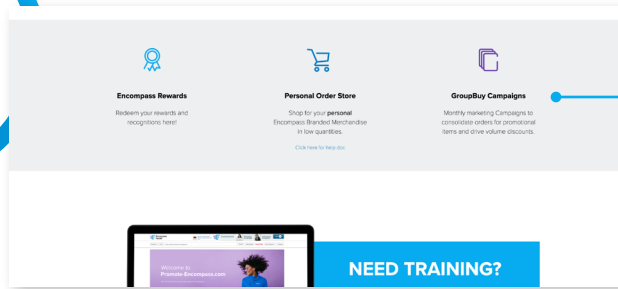 Encompass Rewards
Redeem your rewards and
recognitions here!
Personal Order Store
Shop for your personal
Encompass Branded Merchandise
in low quantities.
Click here for help doc
GroupBuy Campaigns
Monthly marketing Campaigns to
consolidate orders for promotional
items and drive volume discounts.
Welcome to
Promote-Encompass.com
NEED TRAINING?